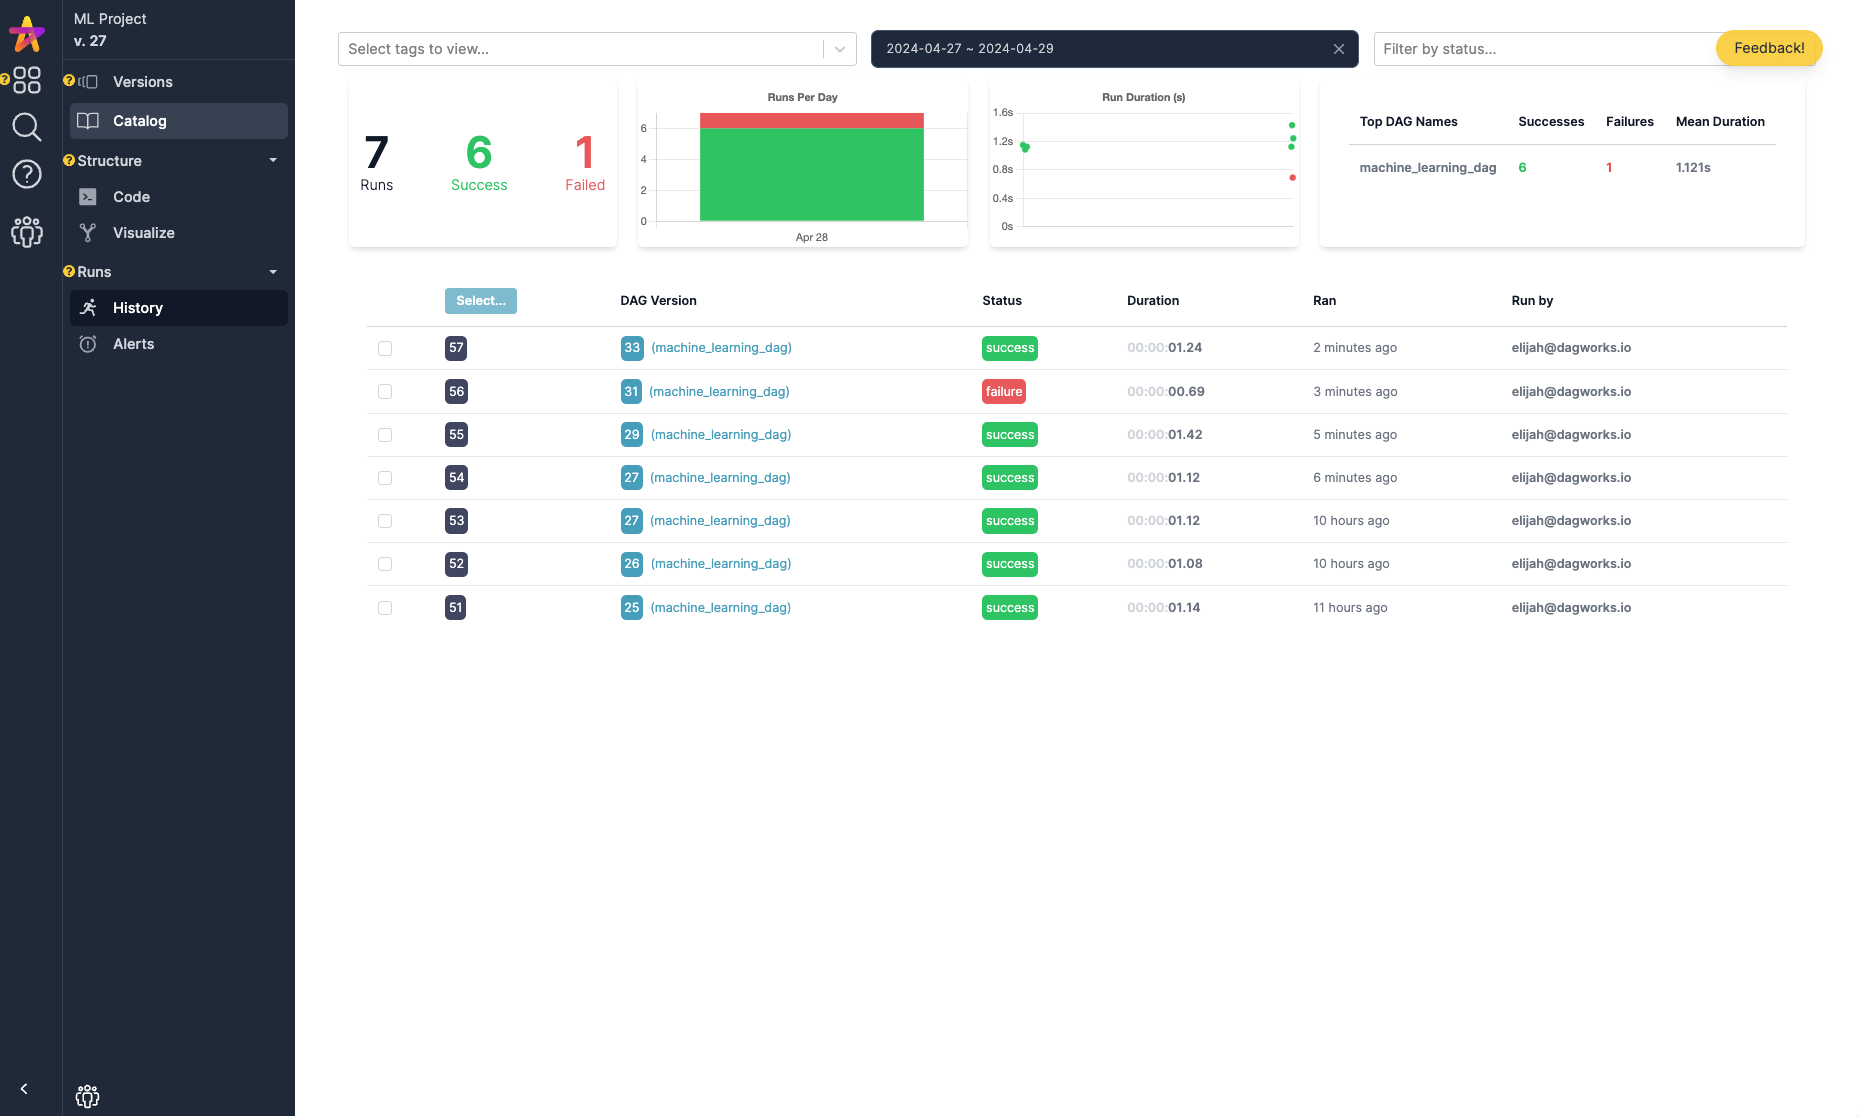 ML Project
v. 27
Versions
Catalog
Structure
Code
Visualize
Runs
History
Alerts
Select tags to view...
2024-04-27 ~ 2024-04-29
Filter by status...
Feedback!
7
Runs
6
Success
1
Failed
Runs Per Day
6
4
2
0
Apr 28
Run Duration (s)
1.6s
1.2s
0.8s
0.4s
0s
Top DAG Names Successes Failures Mean Duration
machine_learning_dag 6 1 1.121s
Select... DAG Version Status Duration Ran Run by
57 33 (machine_learning_dag) success 00:00:01.24 2 minutes ago elijah@dagworks.io
56 31 (machine_learning_dag) failure 00:00:00.69 3 minutes ago elijah@dagworks.io
55 29 (machine_learning_dag) success 00:00:01.42 5 minutes ago elijah@dagworks.io
54 27 (machine_learning_dag) success 00:00:01.12 6 minutes ago elijah@dagworks.io
53 27 (machine_learning_dag) success 00:00:01.12 10 hours ago elijah@dagworks.io
52 26 (machine_learning_dag) success 00:00:01.08 10 hours ago elijah@dagworks.io
51 25 (machine_learning_dag) success 00:00:01.14 11 hours ago elijah@dagworks.io